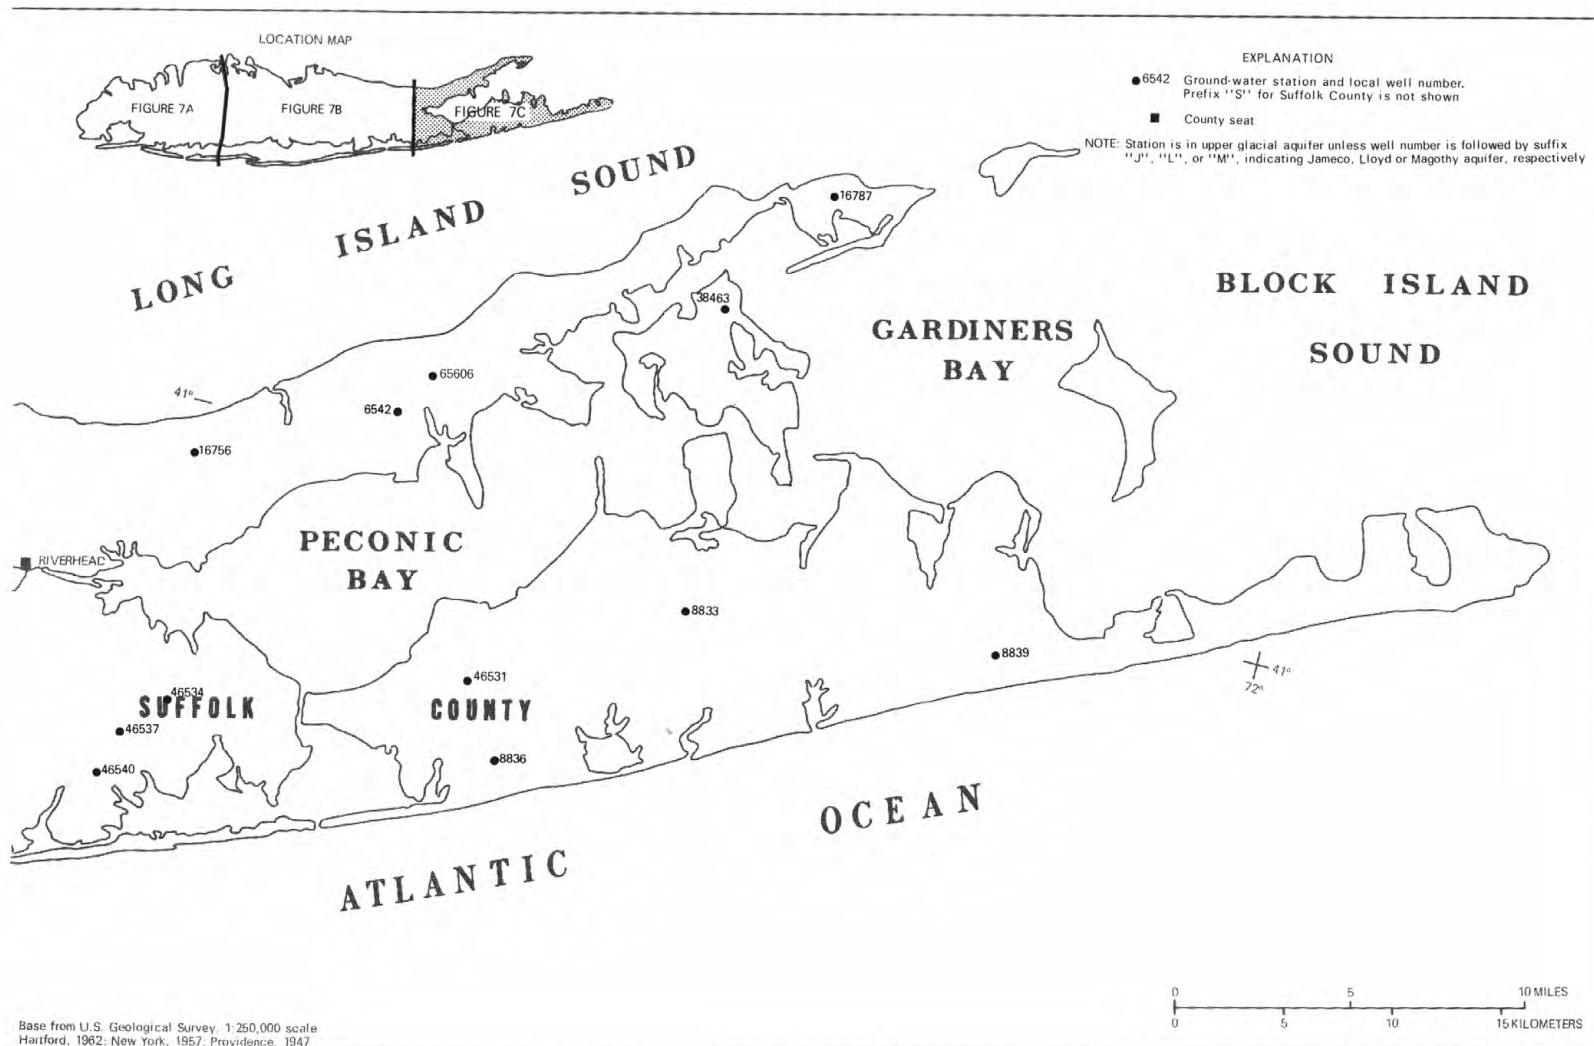 LOCATION MAP
FIGURE 7A
FIGURE 7B
FIGURE 7C
EXPLANATION
6542 Ground-water station and local well number.
Prefix "S" for Suffolk County is not shown
County seat
NOTE: Station is in upper glacial aquifer unless well number is followed by suffix
"J", "L", or "M", indicating Jameco, Lloyd or Magothy aquifer, respectively
LONG ISLAND SOUND
16787
BLOCK ISLAND
SOUND
38463
GARDINERS
BAY
65606
41°
6542
16756
PECONIC
BAY
RIVERHEAD
8833
8839
41°
72°
46531
46534
SUFFOLK COUNTY
46537
8836
46540
ATLANTIC OCEAN
0 5 10 MILES
0 5 10 15 KILOMETERS
Base from U.S. Geological Survey, 1:250,000 scale
Hartford, 1962; New York, 1957; Providence, 1947